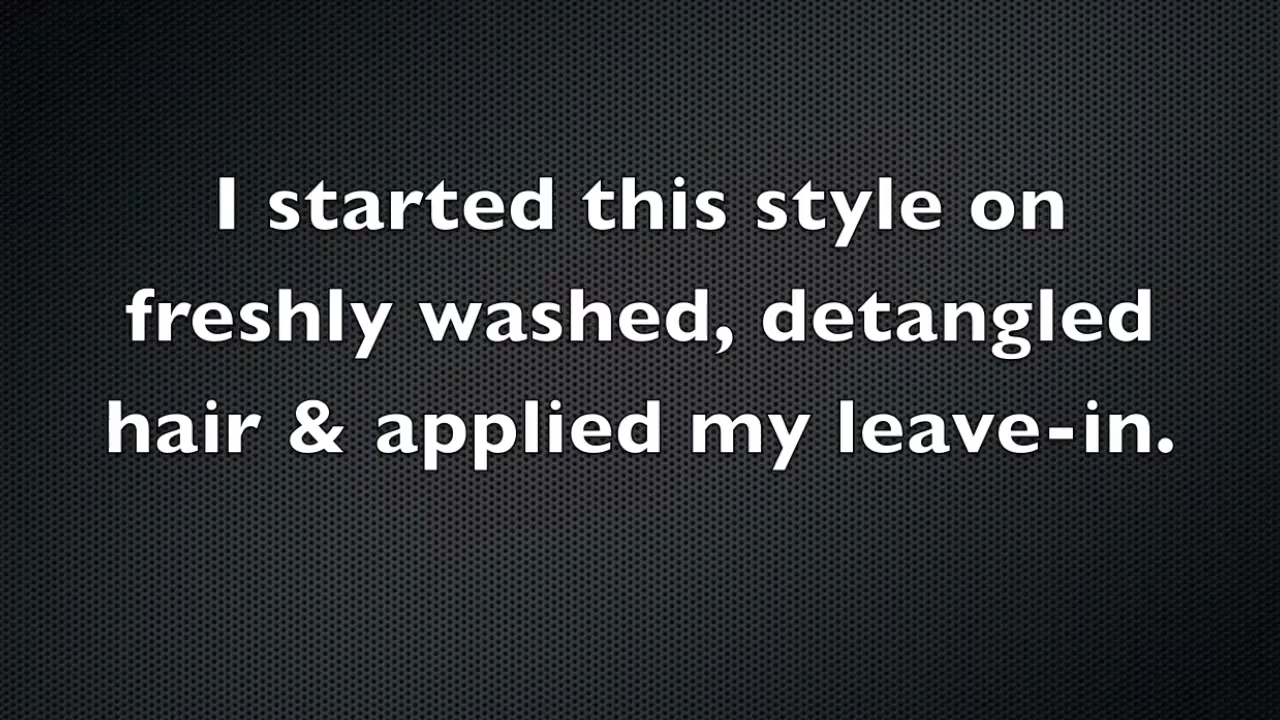 I started this style on
freshly washed, detangled
hair & applied my leave-in.